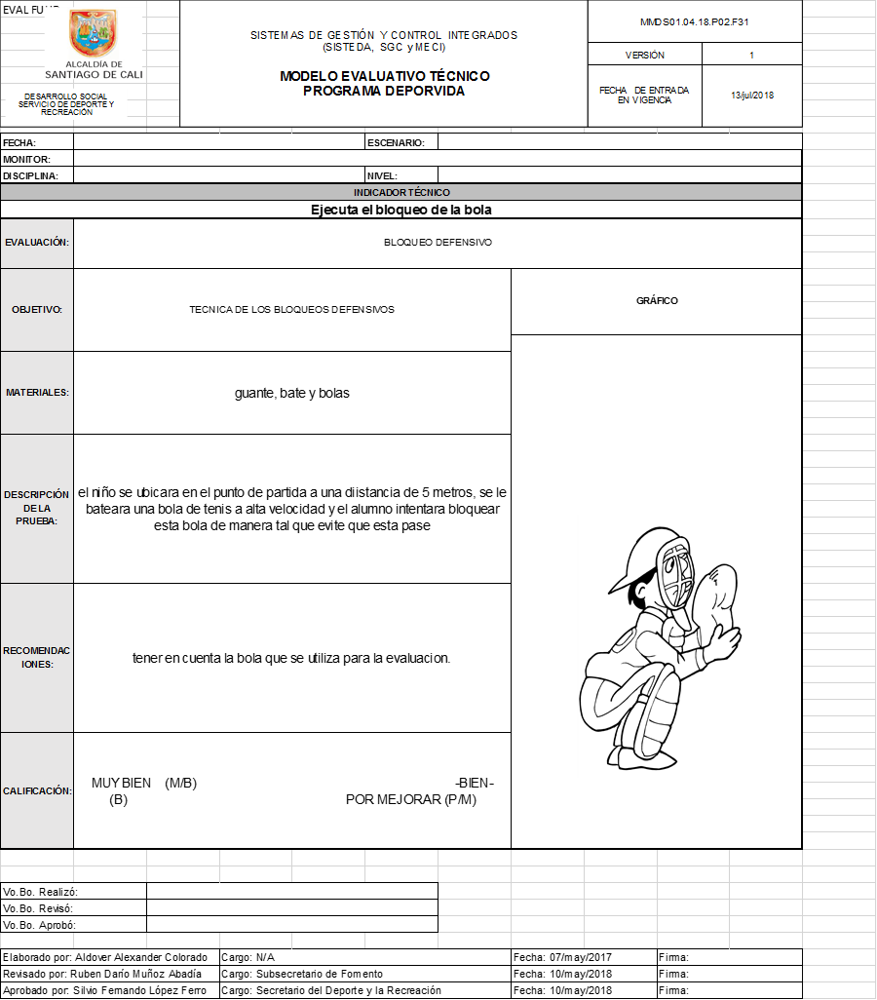 EVAL FU
ALCALDÍA DE
SANTIAGO DE CALI
DESARROLLO SOCIAL
SERVICIO DE DEPORTE Y
RECREACIÓN
SISTEMAS DE GESTIÓN Y CONTROL INTEGRADOS
(SISTEDA, SGC y MECI)
MODELO EVALUATIVO TÉCNICO
PROGRAMA DEPORVIDA
MMDS01.04.18.P02.F31
VERSIÓN 1
FECHA DE ENTRADA
EN VIGENCIA
13/jul/2018
FECHA: ESCENARIO:
MONITOR:
DISCIPLINA: NIVEL:
INDICADOR TÉCNICO
Ejecuta el bloqueo de la bola
EVALUACIÓN: BLOQUEO DEFENSIVO
OBJETIVO: TECNICA DE LOS BLOQUEOS DEFENSIVOS
GRÁFICO
MATERIALES: guante, bate y bolas
DESCRIPCIÓN
DE LA
PRUEBA:
el niño se ubicara en el punto de partida a una diistancia de 5 metros, se le
bateara una bola de tenis a alta velocidad y el alumno intentara bloquear
esta bola de manera tal que evite que esta pase
RECOMENDAC
IONES:
tener en cuenta la bola que se utiliza para la evaluacion.
CALIFICACIÓN:
MUY BIEN (M/B) -BIEN-
(B) POR MEJORAR (P/M)
Vo.Bo. Realizó:
Vo.Bo. Revisó:
Vo.Bo. Aprobó:
Elaborado por: Aldover Alexander Colorado Cargo: N/A Fecha: 07/may/2017 Firma:
Revisado por: Ruben Darío Muñoz Abadía Cargo: Subsecretario de Fomento Fecha: 10/may/2018 Firma:
Aprobado por: Silvio Fernando López Ferro Cargo: Secretario del Deporte y la Recreación Fecha: 10/may/2018 Firma: